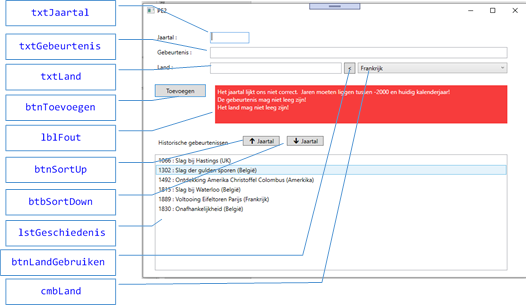 txtJaartal
txtGebeurtenis
txtLand
btnToevoegen
lblFout
btnSortUp
btbSortDown
lstGeschiedenis
btnLandGebruiken
cmbLand
PE2
Jaartal :
Gebeurtenis :
Land :
<
Frankrijk
Toevoegen
Het jaartal lijkt ons niet correct. Jaren moeten liggen tussen -2000 en huidig kalenderjaar!
De gebeurtenis mag niet leeg zijn!
Het land mag niet leeg zijn!
Historische gebeurtenissen
🡅 Jaartal
🡇 Jaartal
1066 : Slag bij Hastings (UK)
1302 : Slag der gulden sporen (België)
1492 : Ontdekking Amerika Christoffel Colombus (Amerkika)
1815 : Slag bij Waterloo (België)
1889 : Voltooing Eifeltoren Parijs (Frankrijk)
1830 : Onafhankelijkheid (België)